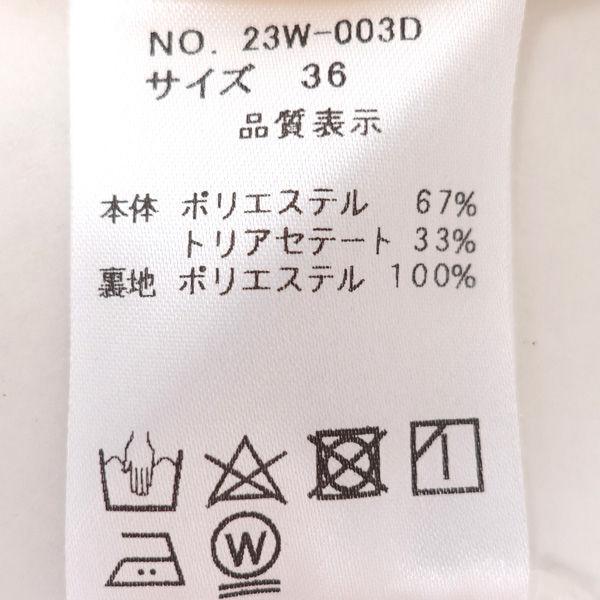 NO. 23W-003D
サイズ 36
品質表示
本体 ポリエステル 67%
トリアセテート 33%
裏地 ポリエステル 100%
W